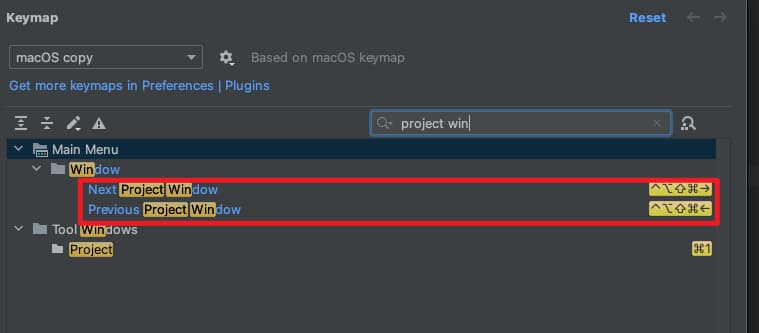 Keymap
Reset
macOS copy
Based on macOS keymap
Get more keymaps in Preferences | Plugins
project win
Main Menu
Window
Next Project Window ⌃⌥⇧⌘→
Previous Project Window ⌃⌥⇧⌘←
Tool Windows
Project ⌘1